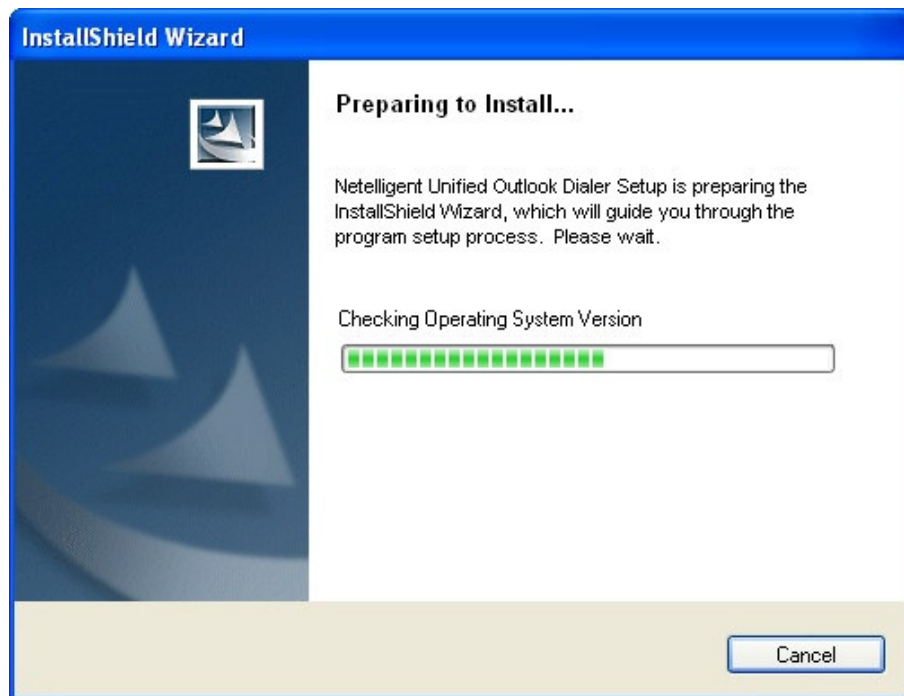 InstallShield Wizard
Preparing to Install...
Netelligent Unified Outlook Dialer Setup is preparing the
InstallShield Wizard, which will guide you through the
program setup process. Please wait.
Checking Operating System Version
Cancel